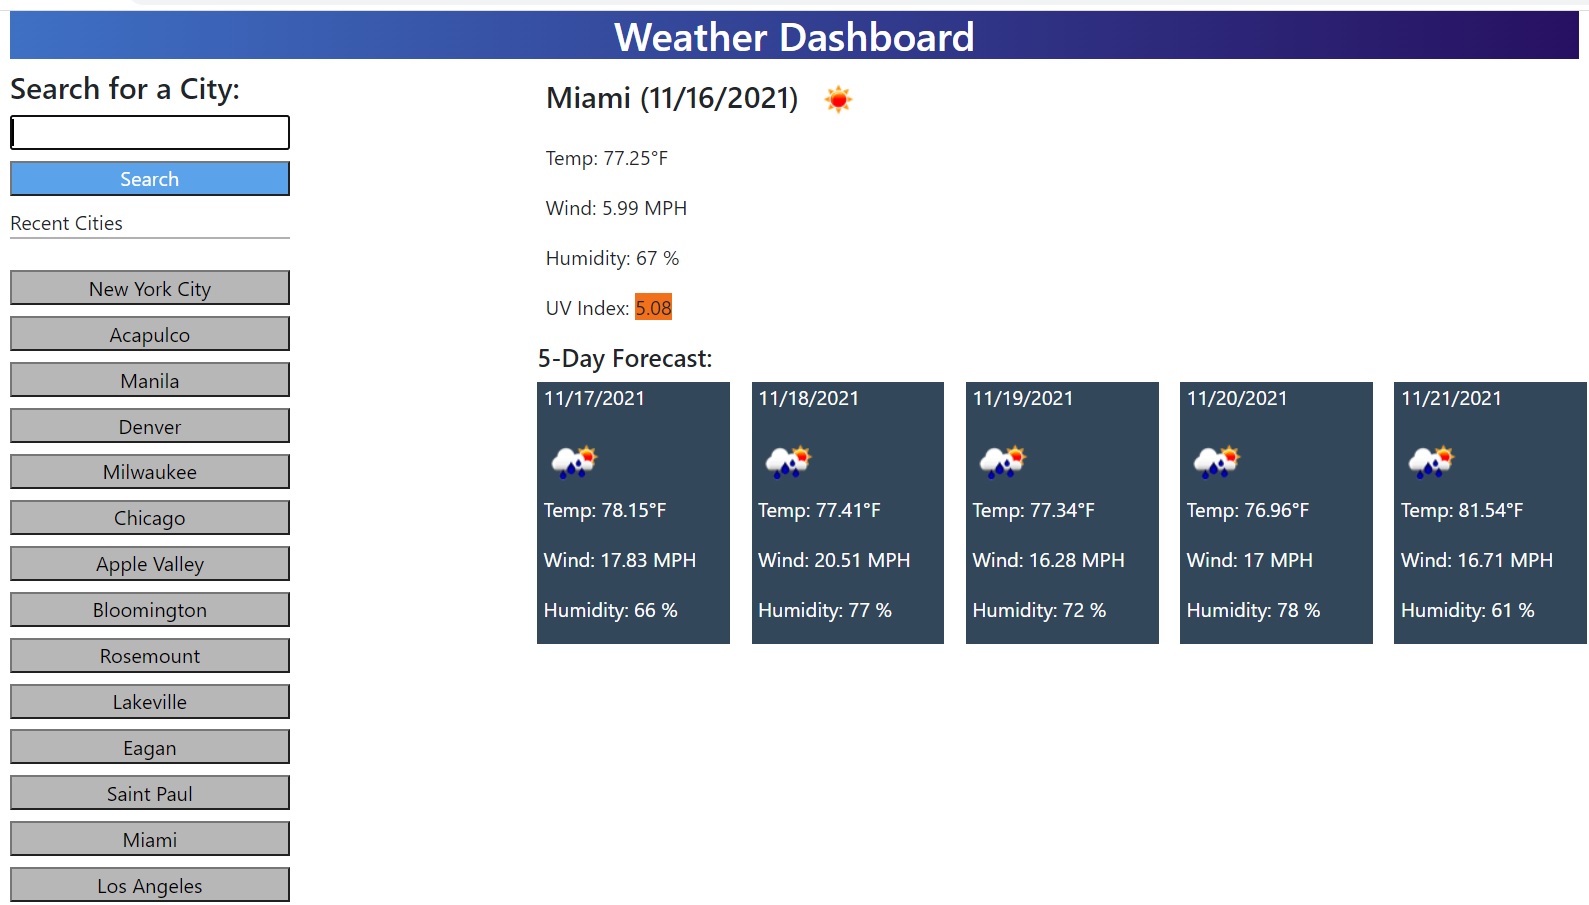 Weather Dashboard
Search for a City:
Search
Recent Cities
New York City
Acapulco
Manila
Denver
Milwaukee
Chicago
Apple Valley
Bloomington
Rosemount
Lakeville
Eagan
Saint Paul
Miami
Los Angeles
Miami (11/16/2021)
Temp: 77.25°F
Wind: 5.99 MPH
Humidity: 67 %
UV Index: 5.08
5-Day Forecast:
11/17/2021
Temp: 78.15°F
Wind: 17.83 MPH
Humidity: 66 %
11/18/2021
Temp: 77.41°F
Wind: 20.51 MPH
Humidity: 77 %
11/19/2021
Temp: 77.34°F
Wind: 16.28 MPH
Humidity: 72 %
11/20/2021
Temp: 76.96°F
Wind: 17 MPH
Humidity: 78 %
11/21/2021
Temp: 81.54°F
Wind: 16.71 MPH
Humidity: 61 %